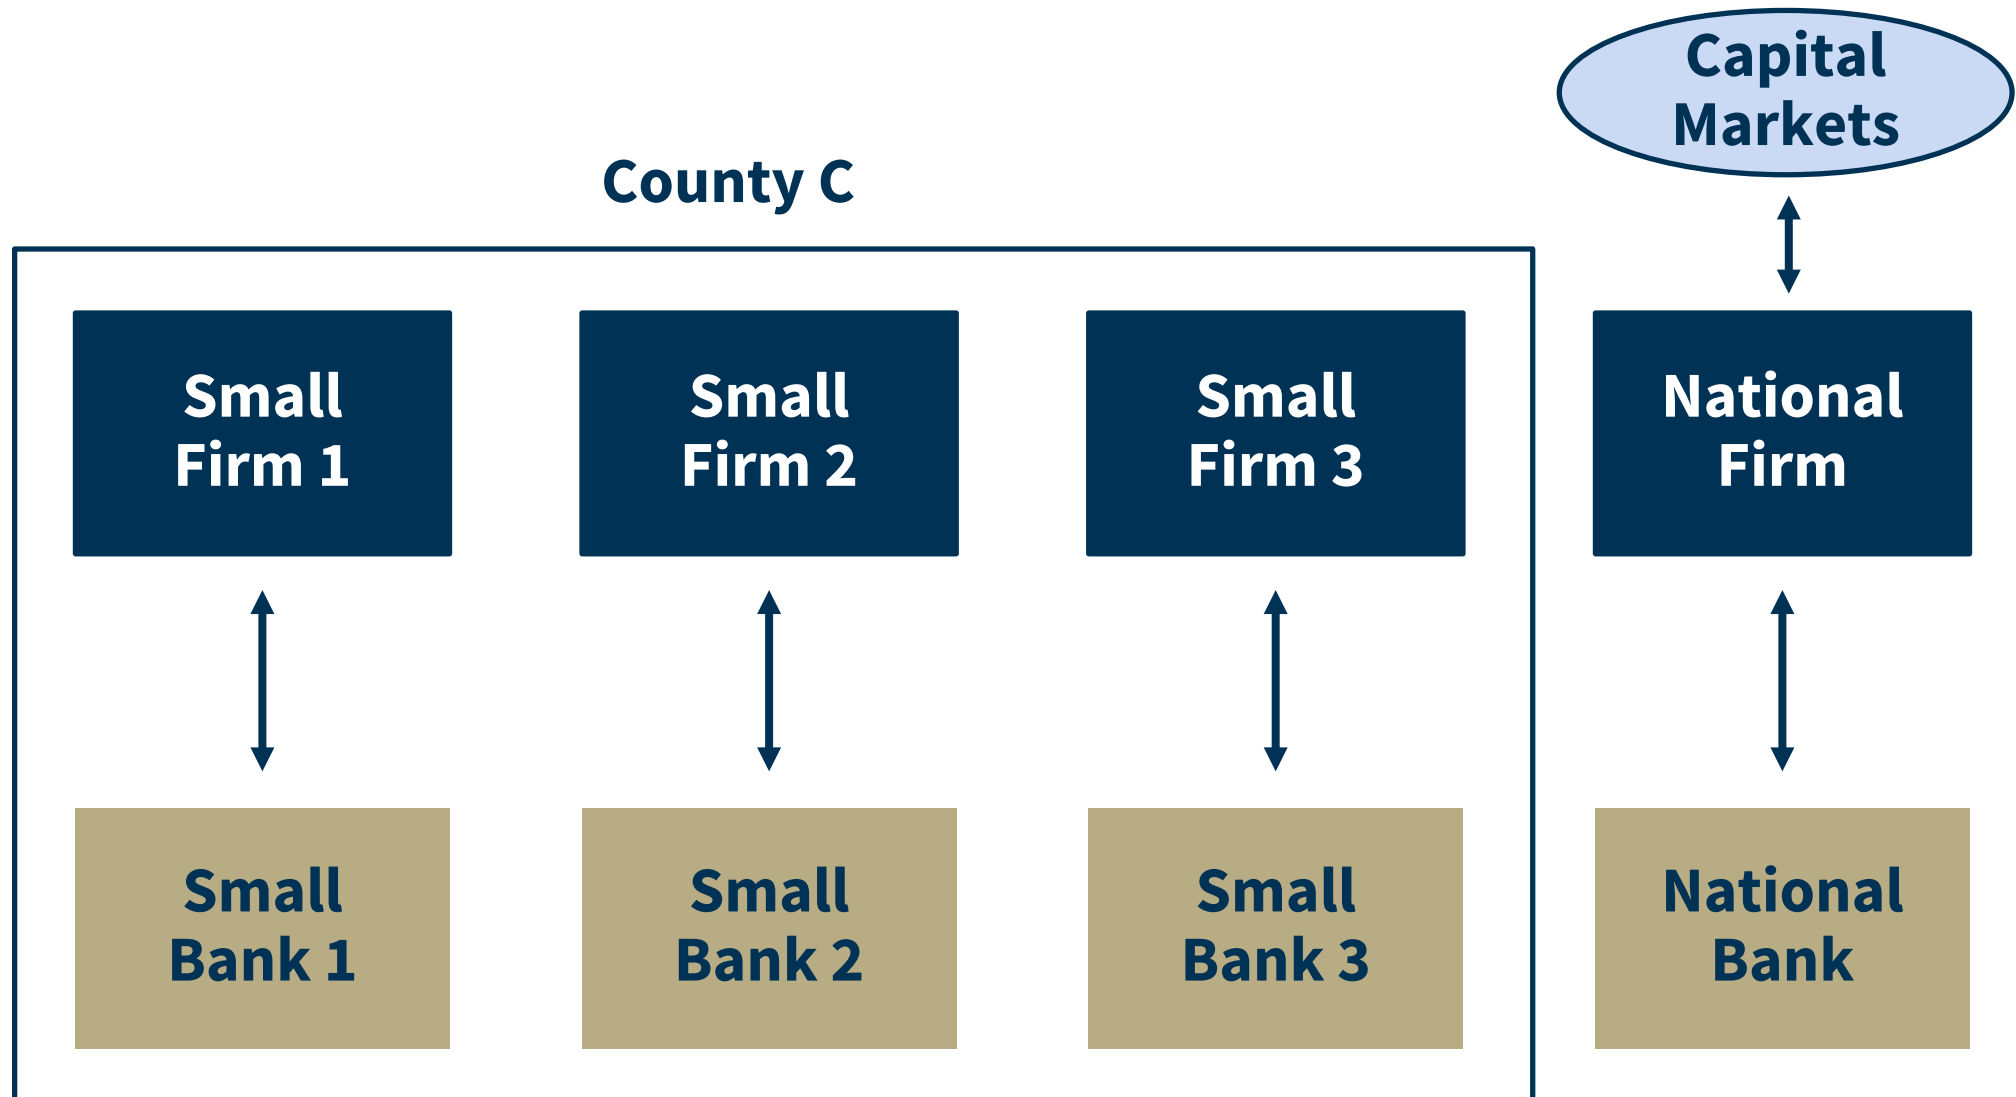 Capital
Markets
County C
Small
Firm 1
Small
Firm 2
Small
Firm 3
National
Firm
Small
Bank 1
Small
Bank 2
Small
Bank 3
National
Bank